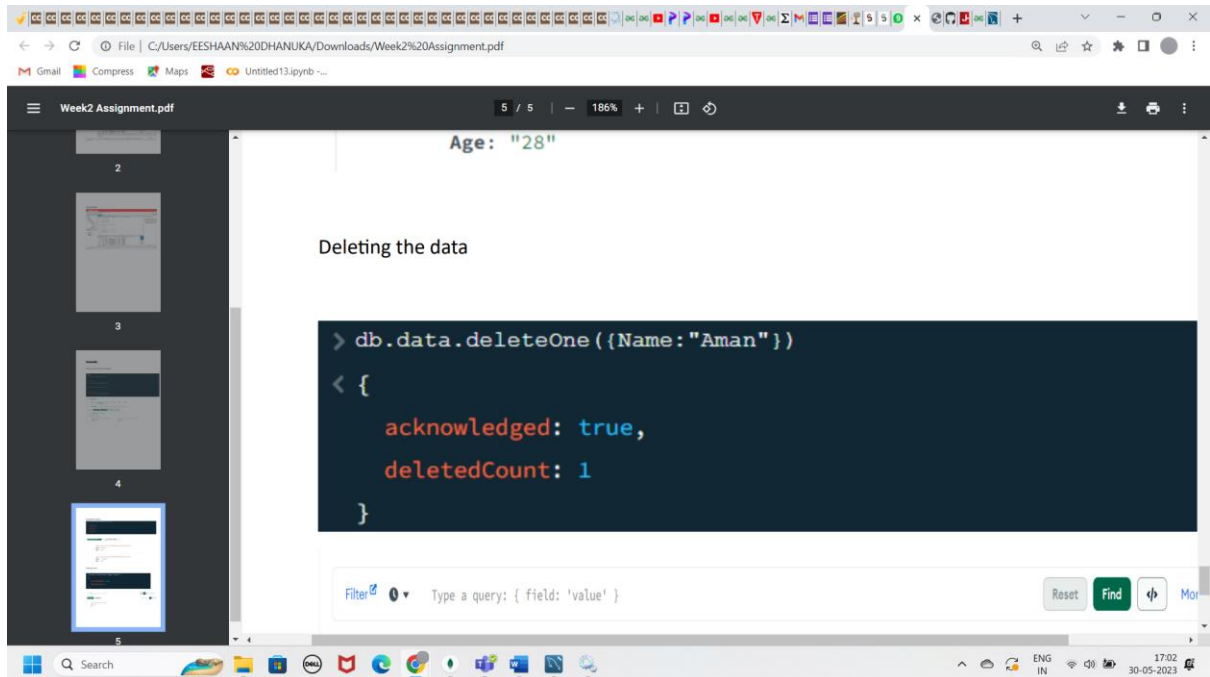 File | C:/Users/EESHAAN%20DHANUKA/Downloads/Week2%20Assignment.pdf
Gmail Compress Maps Untitled13.ipynb -...
Week2 Assignment.pdf 5 / 5 | − 186% +
Age: "28"
2
Deleting the data
3
> db.data.deleteOne({Name:"Aman"})
< {
acknowledged: true,
4
deletedCount: 1
}
Filter Type a query: { field: 'value' } Reset Find Mor
5
Search ENG 17:02
IN 30-05-2023